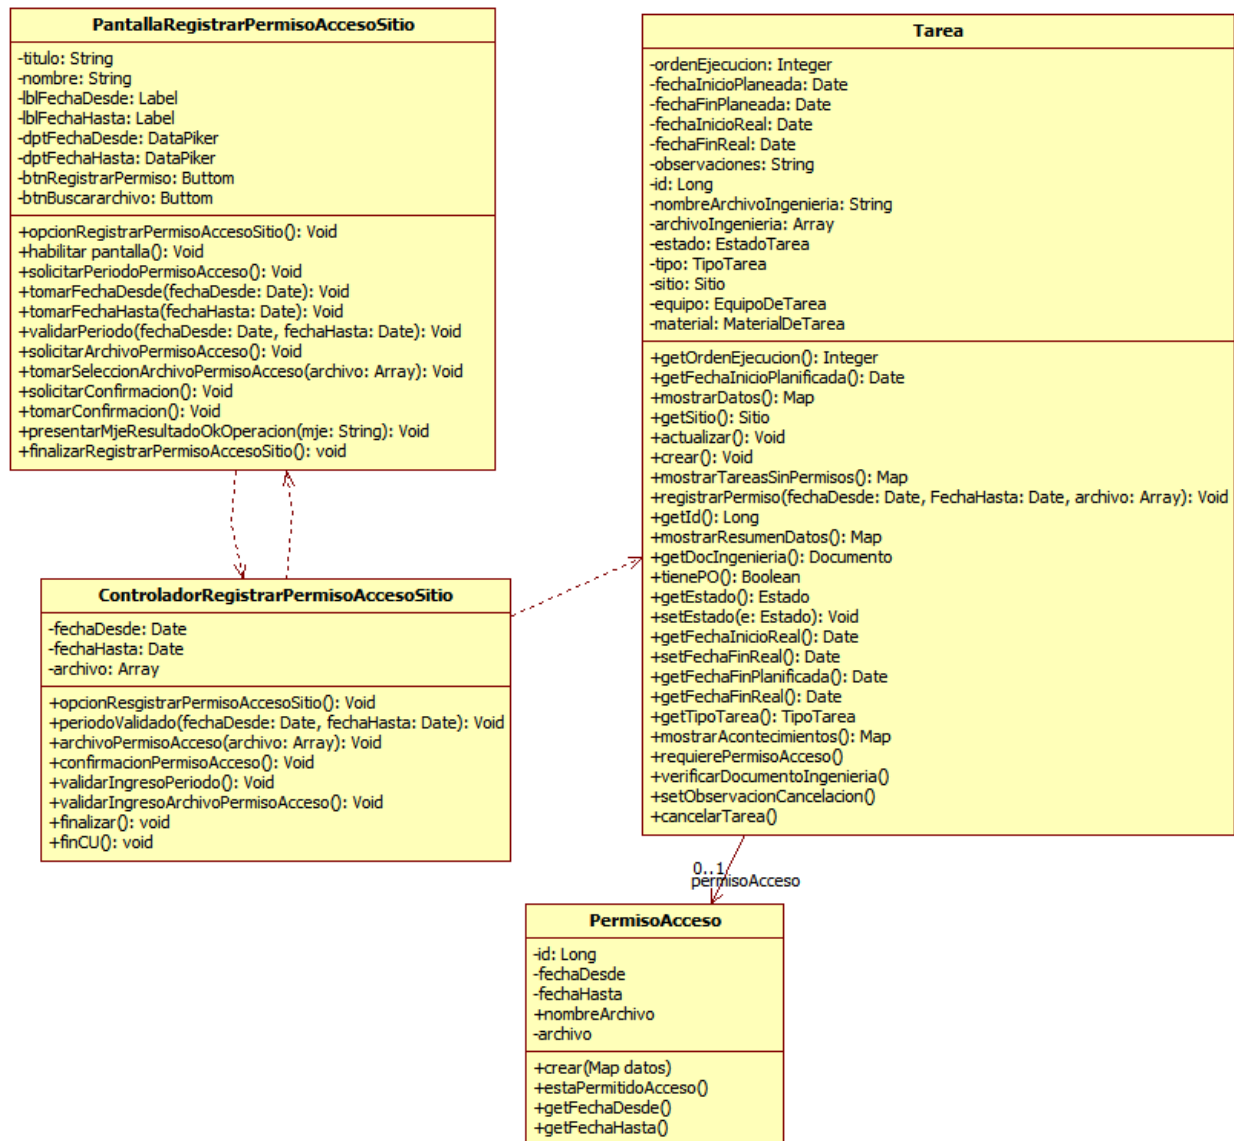 PantallaRegistrarPermisoAccesoSitio
-titulo: String
-nombre: String
-lblFechaDesde: Label
-lblFechaHasta: Label
-dptFechaDesde: DataPiker
-dptFechaHasta: DataPiker
-btnRegistrarPermiso: Buttom
-btnBuscararchivo: Buttom
+opcionRegistrarPermisoAccesoSitio(): Void
+habilitar pantalla(): Void
+solicitarPeriodoPermisoAcceso(): Void
+tomarFechaDesde(fechaDesde: Date): Void
+tomarFechaHasta(fechaHasta: Date): Void
+validarPeriodo(fechaDesde: Date, fechaHasta: Date): Void
+solicitarArchivoPermisoAcceso(): Void
+tomarSeleccionArchivoPermisoAcceso(archivo: Array): Void
+solicitarConfirmacion(): Void
+tomarConfirmacion(): Void
+presentarMjeResultadoOkOperacion(mje: String): Void
+finalizarRegistrarPermisoAccesoSitio(): void
Tarea
-ordenEjecucion: Integer
-fechaInicioPlaneada: Date
-fechaFinPlaneada: Date
-fechaInicioReal: Date
-fechaFinReal: Date
-observaciones: String
-id: Long
-nombreArchivoIngenieria: String
-archivoIngenieria: Array
-estado: EstadoTarea
-tipo: TipoTarea
-sitio: Sitio
-equipo: EquipoDeTarea
-material: MaterialDeTarea
+getOrdenEjecucion(): Integer
+getFechaInicioPlanificada(): Date
+mostrarDatos(): Map
+getSitio(): Sitio
+actualizar(): Void
+crear(): Void
+mostrarTareasSinPermisos(): Map
+registrarPermiso(fechaDesde: Date, FechaHasta: Date, archivo: Array): Void
+getId(): Long
+mostrarResumenDatos(): Map
+getDocIngenieria(): Documento
+tienePO(): Boolean
+getEstado(): Estado
+setEstado(e: Estado): Void
+getFechaInicioReal(): Date
+setFechaFinReal(): Date
+getFechaFinPlanificada(): Date
+getFechaFinReal(): Date
+getTipoTarea(): TipoTarea
+mostrarAcontecimientos(): Map
+requierePermisoAcceso()
+verificarDocumentoIngenieria()
+setObservacionCancelacion()
+cancelarTarea()
ControladorRegistrarPermisoAccesoSitio
-fechaDesde: Date
-fechaHasta: Date
-archivo: Array
+opcionResgistrarPermisoAccesoSitio(): Void
+periodoValidado(fechaDesde: Date, fechaHasta: Date): Void
+archivoPermisoAcceso(archivo: Array): Void
+confirmacionPermisoAcceso(): Void
+validarIngresoPeriodo(): Void
+validarIngresoArchivoPermisoAcceso(): Void
+finalizar(): void
+finCU(): void
0..1
permisoAcceso
PermisoAcceso
-id: Long
-fechaDesde
-fechaHasta
+nombreArchivo
-archivo
+crear(Map datos)
+estaPermitidoAcceso()
+getFechaDesde()
+getFechaHasta()